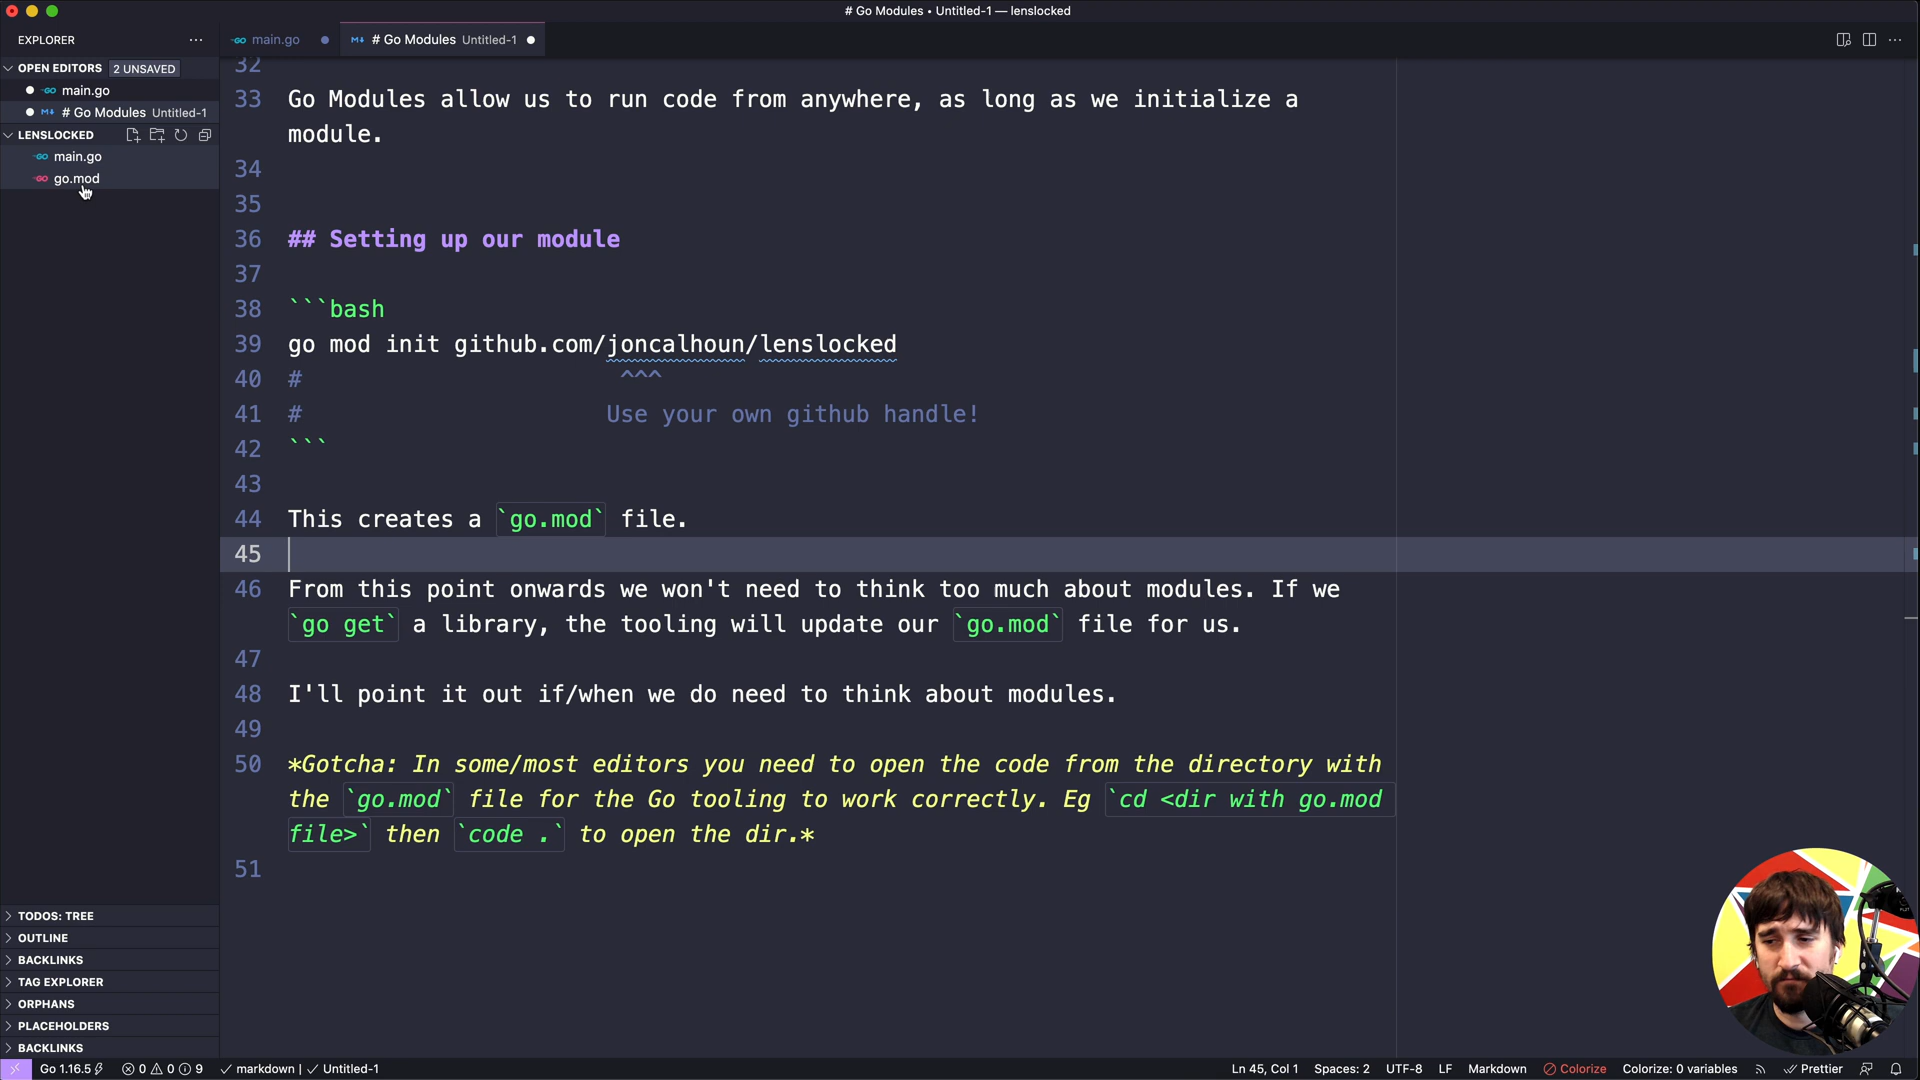 # Go Modules • Untitled-1 — lenslocked
EXPLORER
main.go
# Go Modules Untitled-1
OPEN EDITORS 2 UNSAVED
main.go
# Go Modules Untitled-1
LENSLOCKED
main.go
go.mod
32
33 Go Modules allow us to run code from anywhere, as long as we initialize a
module.
34
35
36 ## Setting up our module
37
38 ```bash
39 go mod init github.com/joncalhoun/lenslocked
40 # ^^^
41 # Use your own github handle!
42 ```
43
44 This creates a `go.mod` file.
45
46 From this point onwards we won't need to think too much about modules. If we
`go get` a library, the tooling will update our `go.mod` file for us.
47
48 I'll point it out if/when we do need to think about modules.
49
50 *Gotcha: In some/most editors you need to open the code from the directory with
the `go.mod` file for the Go tooling to work correctly. Eg `cd <dir with go.mod
file>` then `code .` to open the dir.*
51
TODOS: TREE
OUTLINE
BACKLINKS
TAG EXPLORER
ORPHANS
PLACEHOLDERS
BACKLINKS
Go 1.16.5 0 0 9 markdown | Untitled-1 Ln 45, Col 1 Spaces: 2 UTF-8 LF Markdown Colorize Colorize: 0 variables Prettier